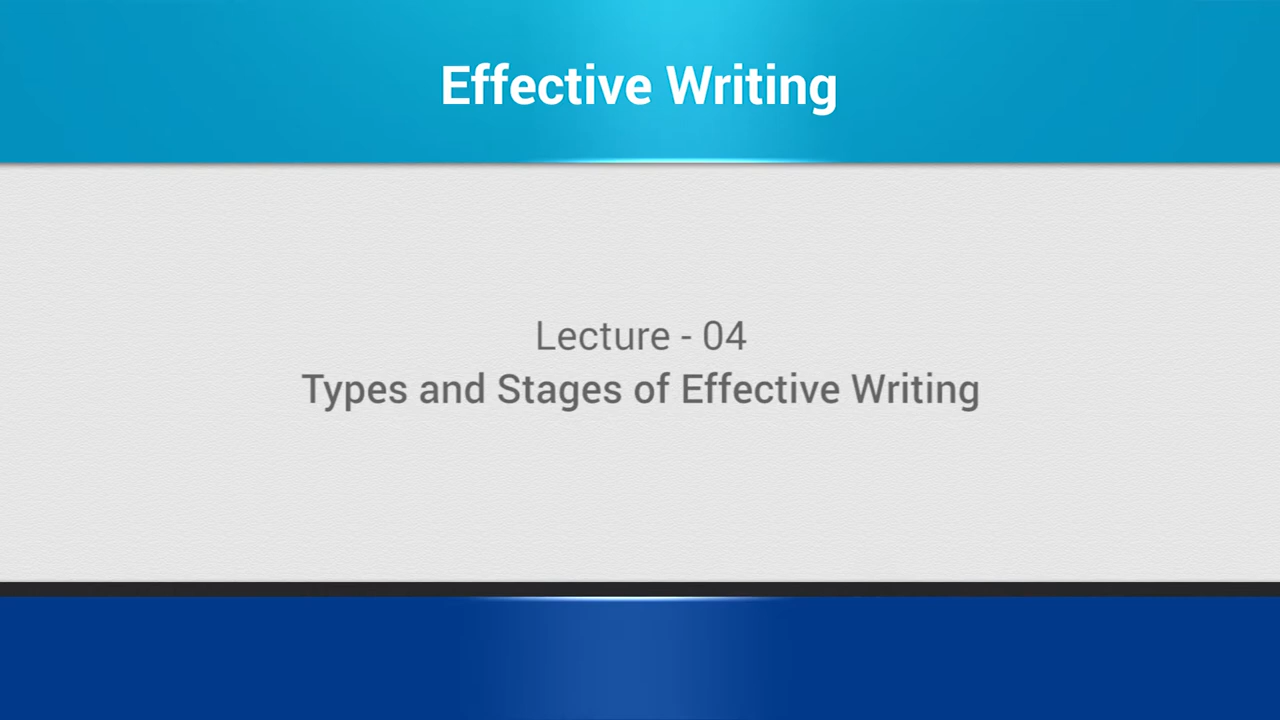 Effective Writing
Lecture - 04
Types and Stages of Effective Writing